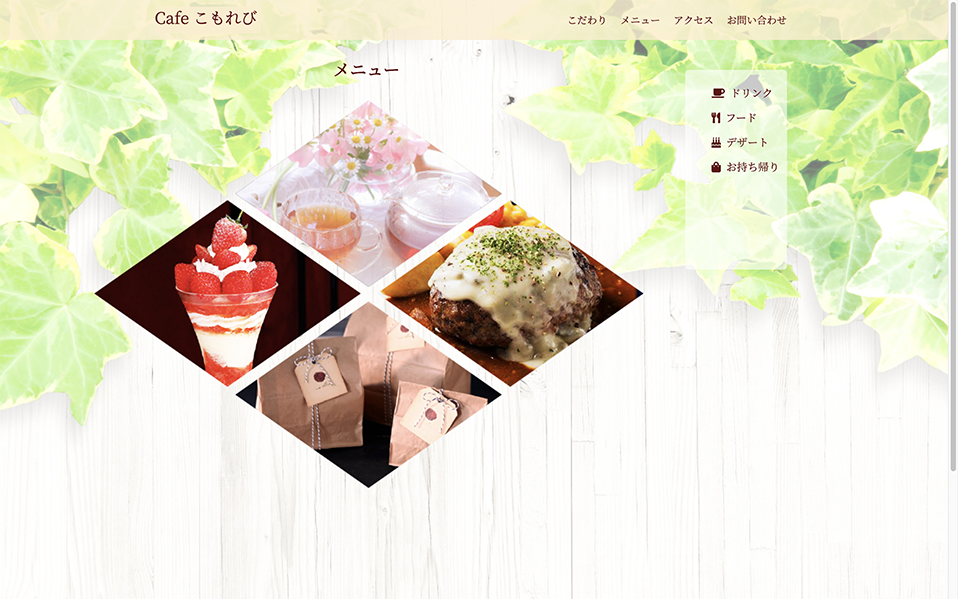 Cafe こもれび
こだわり メニュー アクセス お問い合わせ
メニュー
ドリンク
フード
デザート
お持ち帰り